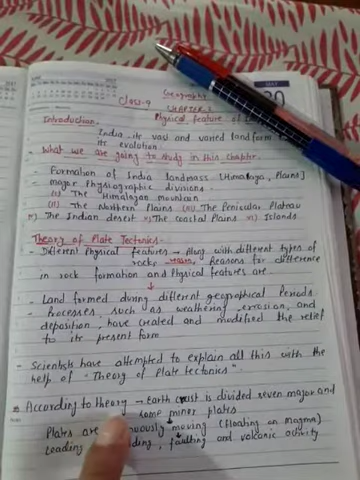 Geography
Class-9
CHAPTER-2
Physical feature of
Introduction
India its vast and varied landform
its evolution.
- What we are going to study in this chapter.
- Formation of India landmass [Himalaya, Plains]
- major Physiographic divisions.
(i) The Himalayan mountain
(ii) The Northern Plains (iii) The Penicular Plateau
iv) The Indian desert v) The coastal Plains vi) Islands
Theory of Plate Tectonics-
- Different Physical features → Along with different types of
rocks. Reasons for difference
in rock formation and Physical features are
↓
- Land formed during different geographical Periods
- Processes, such as weathering, erosion, and
deposition have created and modified the relief
to its present form
- Scientists have attempted to explain all this with the
help of "Theory of Plate tectonics".
According to theory → Earth crust is divided seven major and
some miner plates
Plates are moving (floating on magma)
Leading faulting and volcanic activity